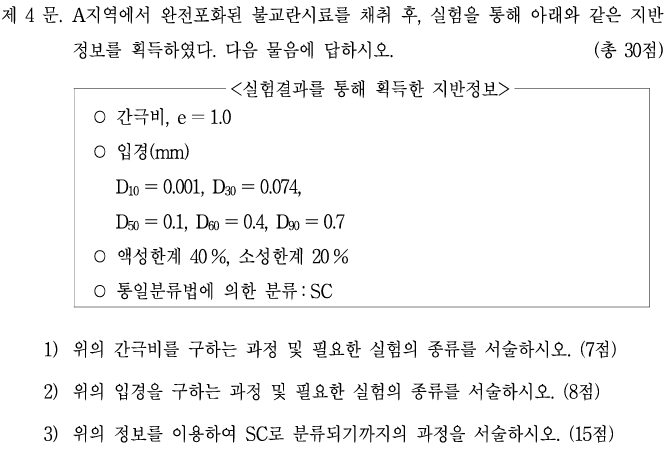 제 4 문. A지역에서 완전포화된 불교란시료를 채취 후, 실험을 통해 아래와 같은 지반
정보를 획득하였다. 다음 물음에 답하시오. (총 30점)
<실험결과를 통해 획득한 지반정보>
○ 간극비, e = 1.0
○ 입경(mm)
D₁₀ = 0.001, D₃₀ = 0.074,
D₅₀ = 0.1, D₆₀ = 0.4, D₉₀ = 0.7
○ 액성한계 40 %, 소성한계 20 %
○ 통일분류법에 의한 분류 : SC
1) 위의 간극비를 구하는 과정 및 필요한 실험의 종류를 서술하시오. (7점)
2) 위의 입경을 구하는 과정 및 필요한 실험의 종류를 서술하시오. (8점)
3) 위의 정보를 이용하여 SC로 분류되기까지의 과정을 서술하시오. (15점)